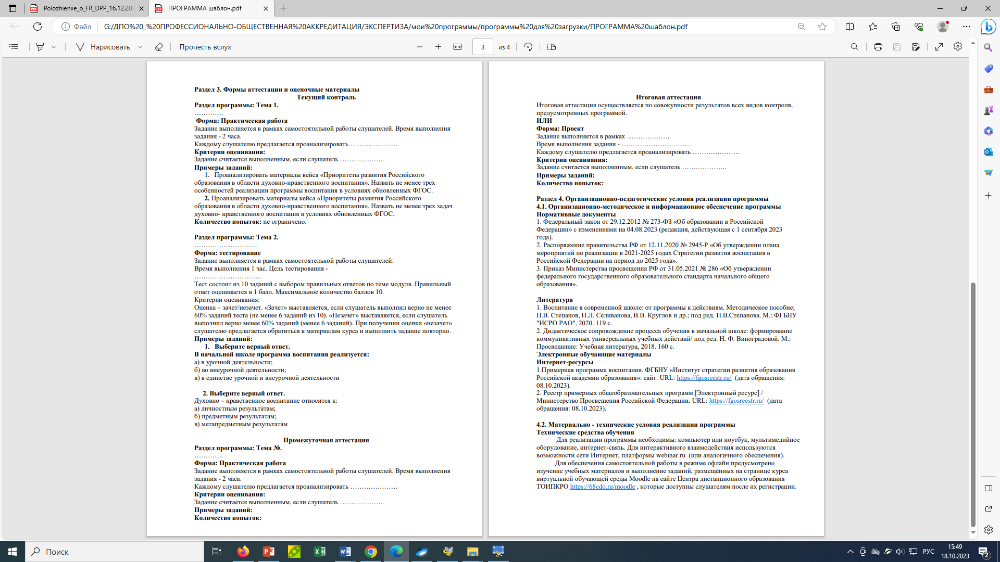 Polozheniie_o_FR_DPP_16.12.202
ПРОГРАММА шаблон.pdf
Файл
G:/ДПО%20_%20ПРОФЕССИОНАЛЬНО-ОБЩЕСТВЕННАЯ%20АККРЕДИТАЦИЯ/ЭКСПЕРТИЗА/мои%20программы/программы%20для%20загрузки/ПРОГРАММА%20шаблон.pdf
Нарисовать
Прочесть вслух
3
из 4
Раздел 3. Формы аттестации и оценочные материалы
Текущий контроль
Раздел программы: Тема 1.
………….
Форма: Практическая работа
Задание выполняется в рамках самостоятельной работы слушателей. Время выполнения
задания - 2 часа.
Каждому слушателю предлагается проанализировать …………………
Критерии оценивания:
Задание считается выполненным, если слушатель ………………..
Примеры заданий:
1. Проанализировать материалы кейса «Приоритеты развития Российского
образования в области духовно-нравственного воспитания». Назвать не менее трех
особенностей реализации программы воспитания в условиях обновленных ФГОС.
2. Проанализировать материалы кейса «Приоритеты развития Российского
образования в области духовно-нравственного воспитания». Назвать не менее трех задач
духовно- нравственного воспитания в условиях обновленных ФГОС.
Количество попыток: не ограничено.
Раздел программы: Тема 2.
……………………….
Форма: тестирование
Задание выполняется в рамках самостоятельной работы слушателей.
Время выполнения 1 час. Цель тестирования -
…………………………
Тест состоит из 10 заданий с выбором правильных ответов по теме модуля. Правильный
ответ оценивается в 1 балл. Максимальное количество баллов 10.
Критерии оценивания:
Оценка – зачет/незачет. «Зачет» выставляется, если слушатель выполнил верно не менее
60% заданий теста (не менее 6 заданий из 10). «Незачет» выставляется, если слушатель
выполнил верно менее 60% заданий (менее 6 заданий). При получении оценки «незачет»
слушателю предлагается обратиться к материалам курса и выполнить задание повторно.
Примеры заданий:
1. Выберите верный ответ.
В начальной школе программа воспитания реализуется:
а) в урочной деятельности;
б) во внеурочной деятельности;
в) в единстве урочной и внеурочной деятельности
2. Выберите верный ответ.
Духовно – нравственное воспитание относится к:
а) личностным результатам;
б) предметным результатам;
в) метапредметным результатам
Промежуточная аттестация
Раздел программы: Тема №.
………….
Форма: Практическая работа
Задание выполняется в рамках самостоятельной работы слушателей. Время выполнения
задания - 2 часа.
Каждому слушателю предлагается проанализировать …………………
Критерии оценивания:
Задание считается выполненным, если слушатель ………………..
Примеры заданий:
Количество попыток:
Итоговая аттестация
Итоговая аттестация осуществляется по совокупности результатов всех видов контроля,
предусмотренных программой.
ИЛИ
Форма: Проект
Задание выполняется в рамках ……………….
Время выполнения задания - ………………………….
Каждому слушателю предлагается проанализировать …………………
Критерии оценивания:
Задание считается выполненным, если слушатель ………………..
Примеры заданий:
Количество попыток:
Раздел 4. Организационно-педагогические условия реализации программы
4.1. Организационно-методическое и информационное обеспечение программы
Нормативные документы
1. Федеральный закон от 29.12.2012 № 273-ФЗ «Об образовании в Российской
Федерации» с изменениями на 04.08.2023 (редакция, действующая с 1 сентября 2023
года).
2. Распоряжение правительства РФ от 12.11.2020 № 2945-Р «Об утверждении плана
мероприятий по реализации в 2021-2025 годах Стратегии развития воспитания в
Российской Федерации на период до 2025 года».
3. Приказ Министерства просвещения РФ от 31.05.2021 № 286 «Об утверждении
федерального государственного образовательного стандарта начального общего
образования».
Литература
1. Воспитание в современной школе: от программы к действиям. Методическое пособие;
П.В. Степанов, Н.Л. Селиванова, В.В. Круглов и др.; под ред. П.В.Степанова. М.: ФГБНУ
"ИСРО РАО", 2020. 119 с.
2. Дидактическое сопровождение процесса обучения в начальной школе: формирование
коммуникативных универсальных учебных действий/ под ред. Н. Ф. Виноградовой. М.:
Просвещение: Учебная литература, 2018. 160 с.
Электронные обучающие материалы
Интернет-ресурсы
1.Примерная программа воспитания. ФГБНУ «Институт стратегии развития образования
Российской академии образования»: сайт. URL: https://fgosreestr.ru/ (дата обращения:
08.10.2023).
2. Реестр примерных общеобразовательных программ [Электронный ресурс] /
Министерство Просвещения Российской Федерации. URL: https://fgosreestr.ru/ (дата
обращения: 08.10.2023).
4.2. Материально - технические условия реализации программы
Технические средства обучения
Для реализации программы необходимы: компьютер или ноутбук, мультимедийное
оборудование, интернет-связь. Для интерактивного взаимодействия используются
возможности сети Интернет, платформы webinar.ru (или аналогичного обеспечения).
Для обеспечения самостоятельной работы в режиме офлайн предусмотрено
изучение учебных материалов и выполнение заданий, размещённых на странице курса
виртуальной обучающей среды Moodle на сайте Центра дистанционного образования
ТОИПКРО https://68cdo.ru/moodle , которые доступны слушателям после их регистрации.
Поиск
РУС
15:49
18.10.2023
2